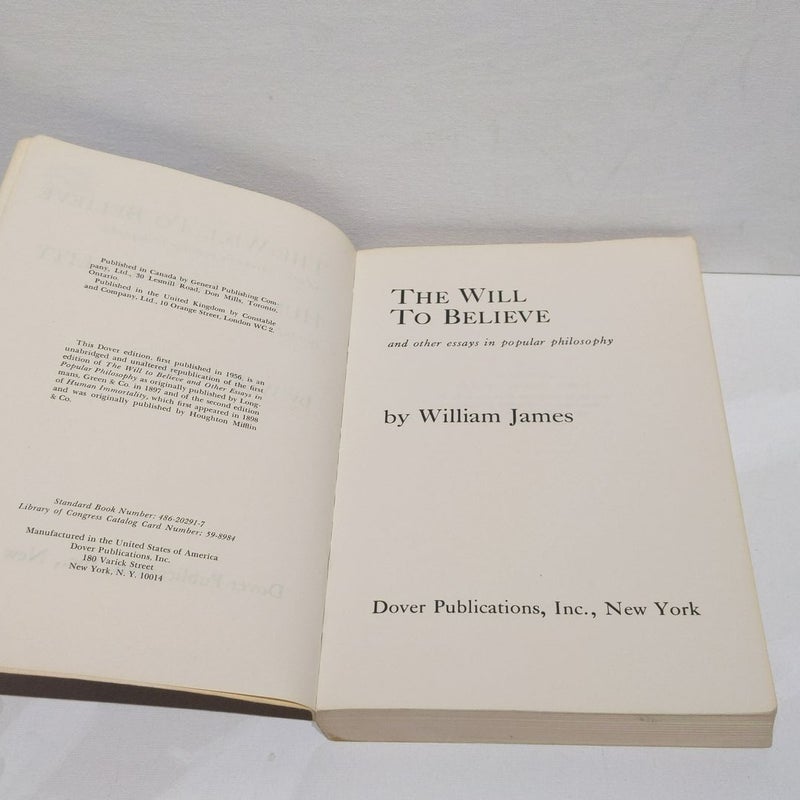 Published in Canada by General Publishing Com-
pany, Ltd., 30 Lesmill Road, Don Mills, Toronto,
Ontario.
Published in the United Kingdom by Constable
and Company, Ltd., 10 Orange Street, London WC 2.
This Dover edition, first published in 1956, is an
unabridged and unaltered republication of the first
edition of The Will to Believe and Other Essays in
Popular Philosophy as originally published by Long-
mans, Green & Co. in 1897 and of the second edition
of Human Immortality, which first appeared in 1898
and was originally published by Houghton Mifflin
& Co.
Standard Book Number: 486-20291-7
Library of Congress Catalog Card Number: 59-8984
Manufactured in the United States of America
Dover Publications, Inc.
180 Varick Street
New York, N. Y. 10014
THE WILL
TO BELIEVE
and other essays in popular philosophy
by William James
Dover Publications, Inc., New York